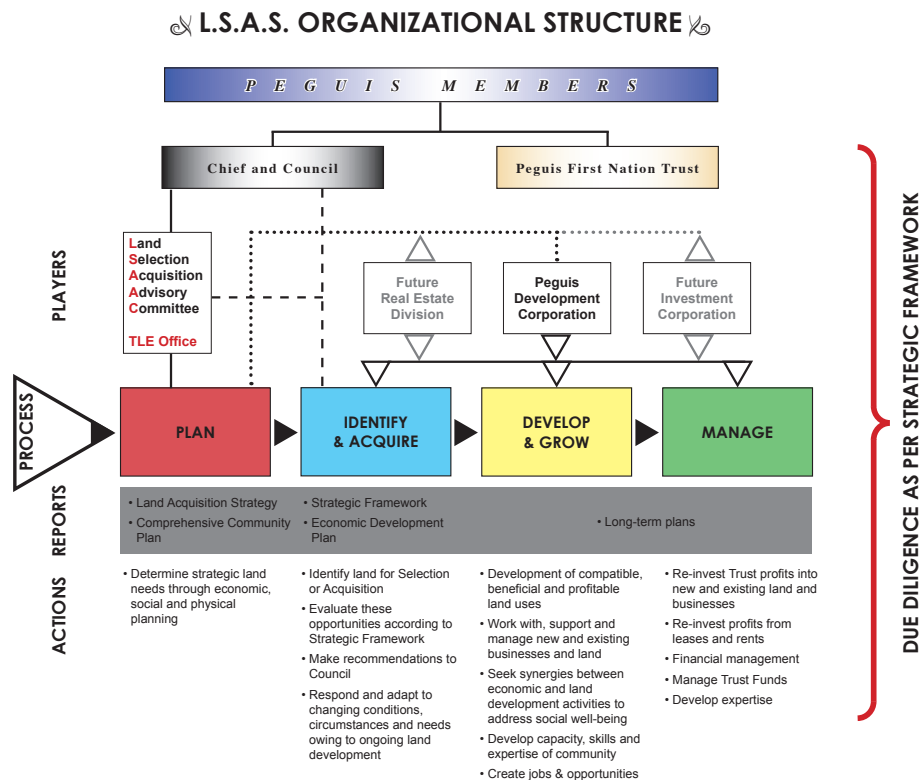 L.S.A.S. ORGANIZATIONAL STRUCTURE
PEGUIS MEMBERS
Chief and Council
Peguis First Nation Trust
PLAYERS
Land
Selection
Acquisition
Advisory
Committee
TLE Office
Future
Real Estate
Division
Peguis
Development
Corporation
Future
Investment
Corporation
PROCESS
PLAN
IDENTIFY
& ACQUIRE
DEVELOP
& GROW
MANAGE
REPORTS
• Land Acquisition Strategy
• Comprehensive Community
Plan
• Strategic Framework
• Economic Development
Plan
• Long-term plans
ACTIONS
• Determine strategic land
needs through economic,
social and physical
planning
• Identify land for Selection
or Acquisition
• Evaluate these
opportunities according to
Strategic Framework
• Make recommendations to
Council
• Respond and adapt to
changing conditions,
circumstances and needs
owing to ongoing land
development
• Development of compatible,
beneficial and profitable
land uses
• Work with, support and
manage new and existing
businesses and land
• Seek synergies between
economic and land
development activities to
address social well-being
• Develop capacity, skills and
expertise of community
• Create jobs & opportunities
• Re-invest Trust profits into
new and existing land and
businesses
• Re-invest profits from
leases and rents
• Financial management
• Manage Trust Funds
• Develop expertise
DUE DILIGENCE AS PER STRATEGIC FRAMEWORK